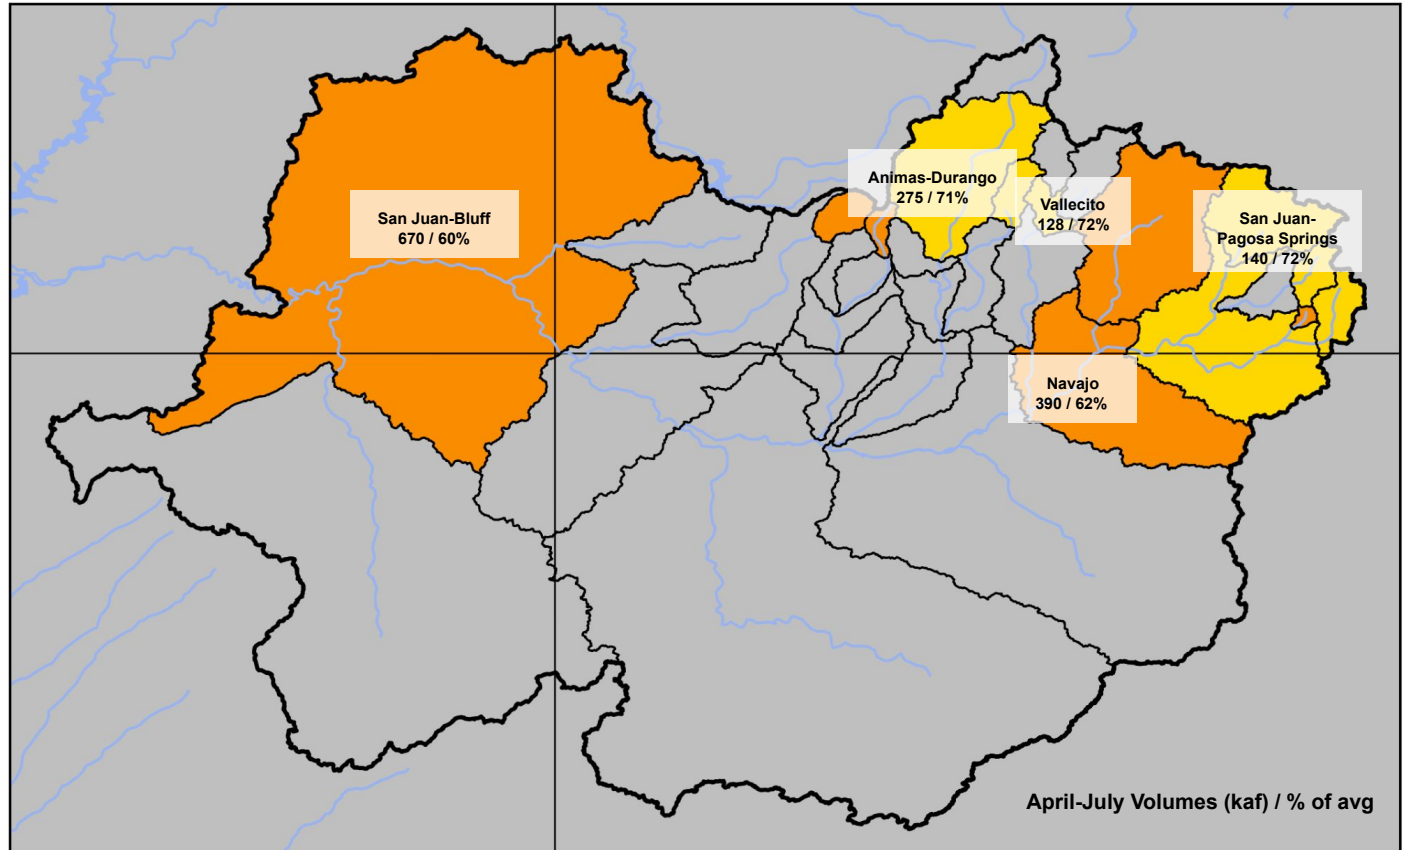 Animas-Durango
275 / 71%
Vallecito
128 / 72%
San Juan-
Pagosa Springs
140 / 72%
San Juan-Bluff
670 / 60%
Navajo
390 / 62%
April-July Volumes (kaf) / % of avg